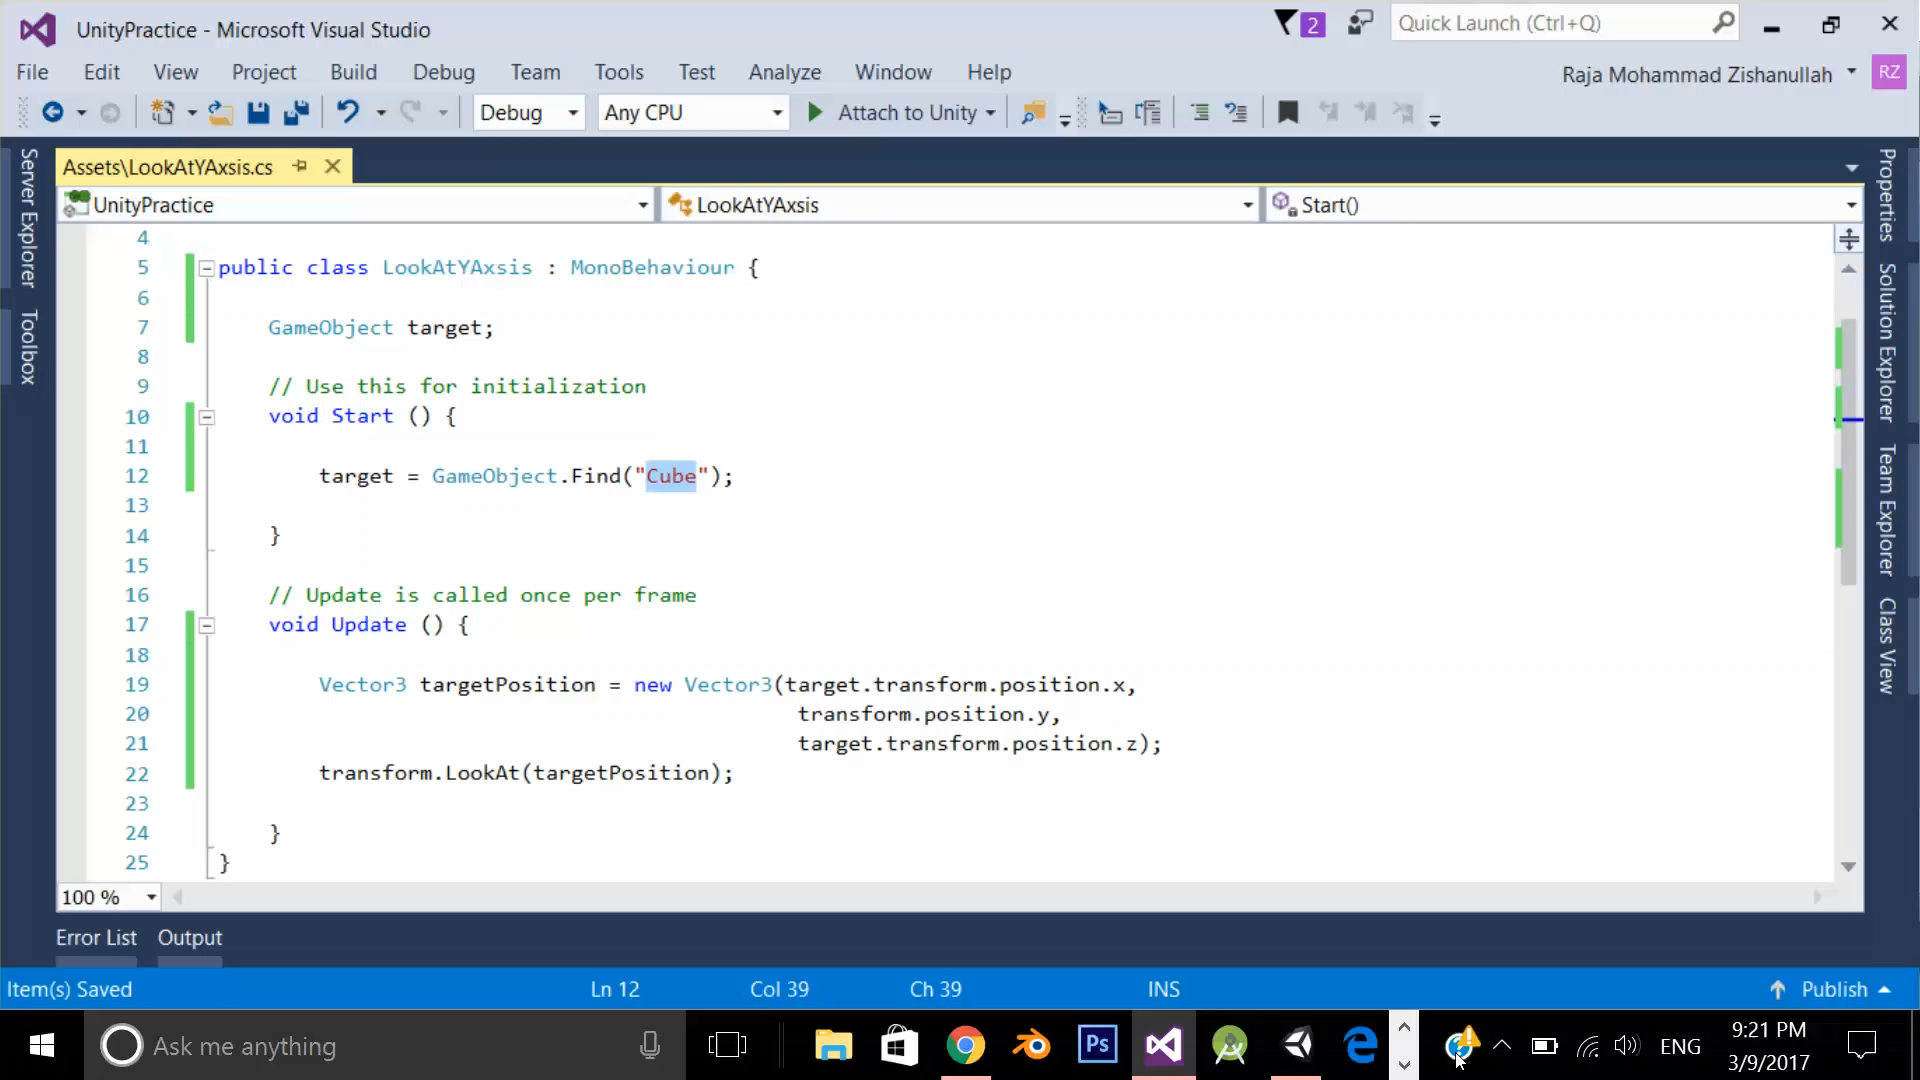 UnityPractice - Microsoft Visual Studio
2
Quick Launch (Ctrl+Q)
File Edit View Project Build Debug Team Tools Test Analyze Window Help
Raja Mohammad Zishanullah
RZ
Debug
Any CPU
Attach to Unity
Server Explorer
Toolbox
Assets\LookAtYAxsis.cs
UnityPractice
LookAtYAxsis
Start()
4
5 public class LookAtYAxsis : MonoBehaviour {
6
7 GameObject target;
8
9 // Use this for initialization
10 void Start () {
11
12 target = GameObject.Find("Cube");
13
14 }
15
16 // Update is called once per frame
17 void Update () {
18
19 Vector3 targetPosition = new Vector3(target.transform.position.x,
20 transform.position.y,
21 target.transform.position.z);
22 transform.LookAt(targetPosition);
23
24 }
25 }
100 %
Properties
Solution Explorer
Team Explorer
Class View
Error List Output
Item(s) Saved
Ln 12
Col 39
Ch 39
INS
Publish
Ask me anything
Ps
ENG
9:21 PM
3/9/2017